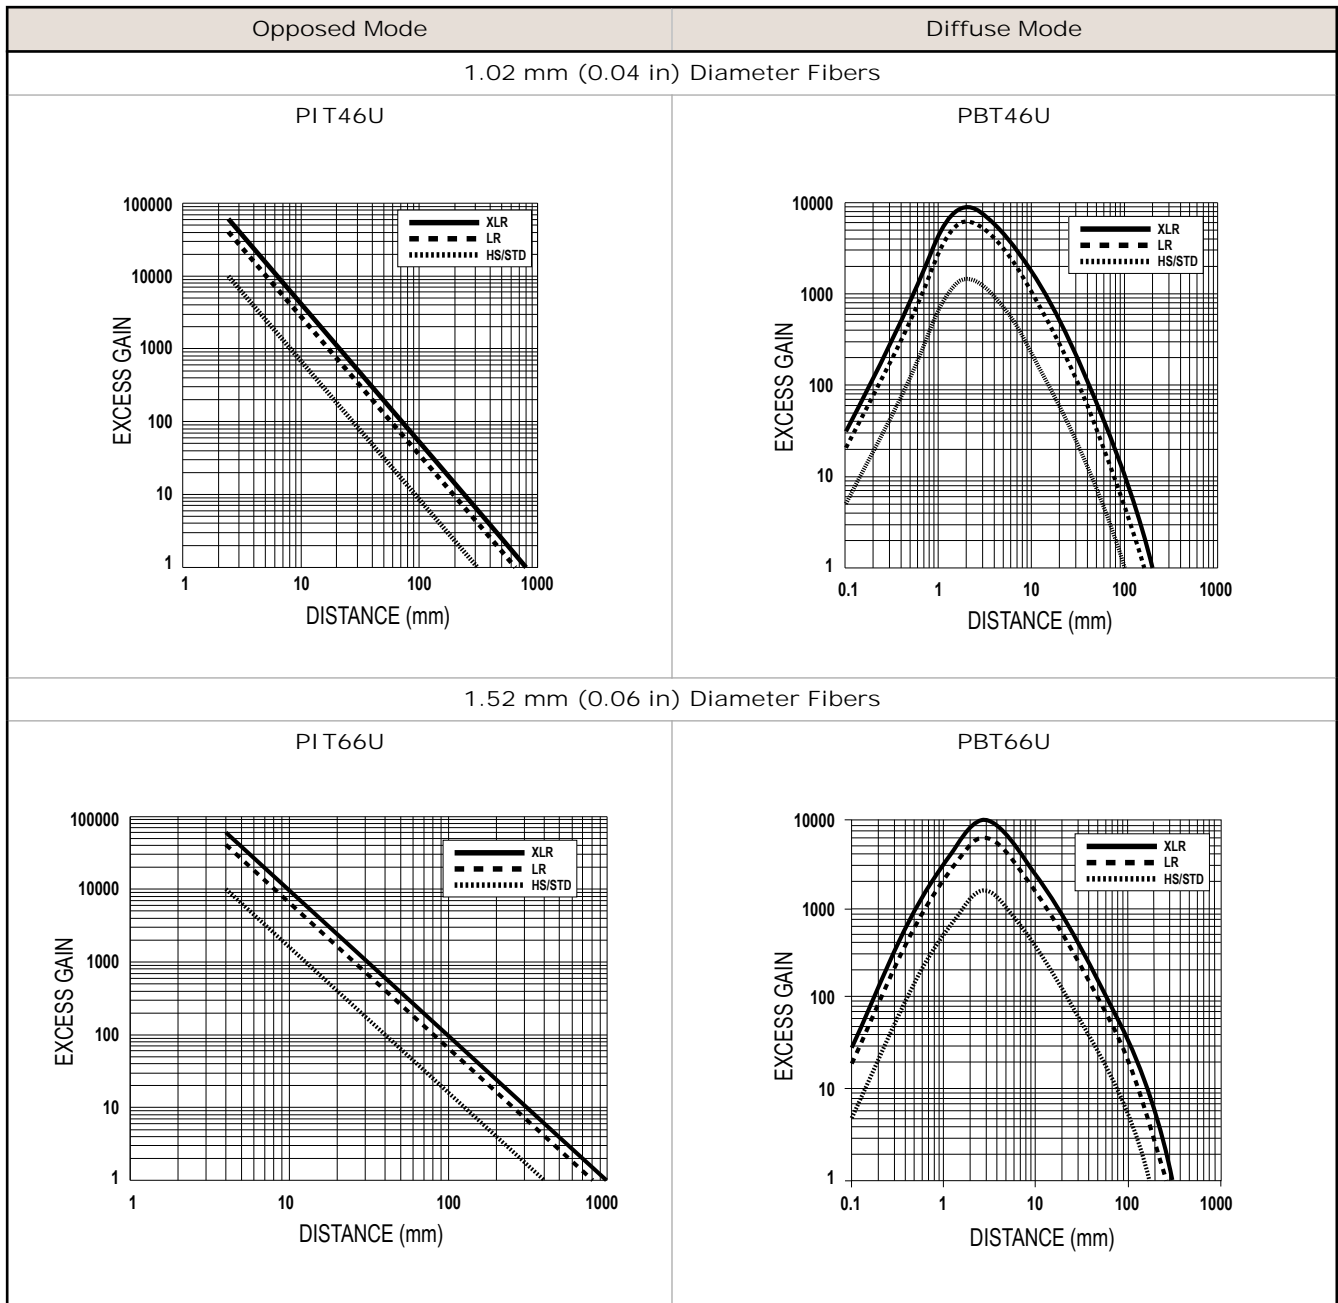 Opposed Mode
Diffuse Mode
1.02 mm (0.04 in) Diameter Fibers
PIT46U
PBT46U
100000
10000
1000
100
10
1
EXCESS GAIN
XLR
LR
HS/STD
1
10
100
1000
DISTANCE (mm)
10000
1000
100
10
1
EXCESS GAIN
XLR
LR
HS/STD
0.1
1
10
100
1000
DISTANCE (mm)
1.52 mm (0.06 in) Diameter Fibers
PIT66U
PBT66U
100000
10000
1000
100
10
1
EXCESS GAIN
XLR
LR
HS/STD
1
10
100
1000
DISTANCE (mm)
10000
1000
100
10
1
EXCESS GAIN
XLR
LR
HS/STD
0.1
1
10
100
1000
DISTANCE (mm)